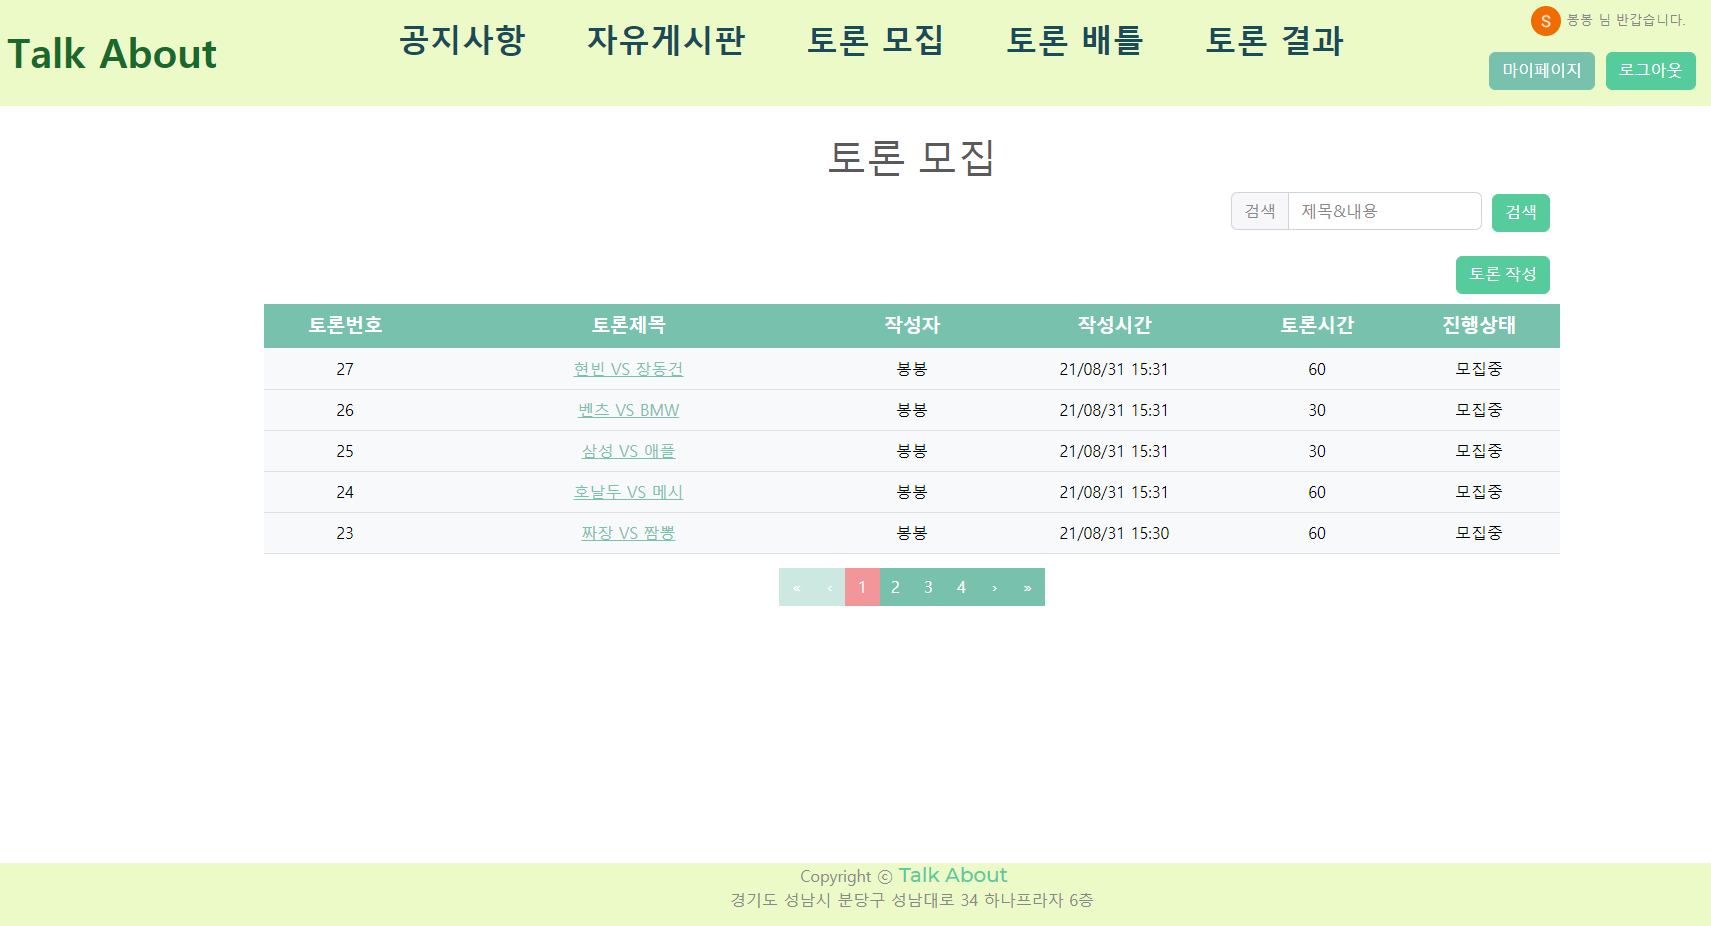 Talk About
공지사항 자유게시판 토론 모집 토론 배틀 토론 결과
S 봉봉 님 반갑습니다.
마이페이지 로그아웃
토론 모집
검색 제목&내용 검색
토론 작성
토론번호 토론제목 작성자 작성시간 토론시간 진행상태
27 현빈 VS 장동건 봉봉 21/08/31 15:31 60 모집중
26 벤츠 VS BMW 봉봉 21/08/31 15:31 30 모집중
25 삼성 VS 애플 봉봉 21/08/31 15:31 30 모집중
24 호날두 VS 메시 봉봉 21/08/31 15:31 60 모집중
23 짜장 VS 짬뽕 봉봉 21/08/31 15:30 60 모집중
« ‹ 1 2 3 4 › »
Copyright ⓒ Talk About
경기도 성남시 분당구 성남대로 34 하나프라자 6층